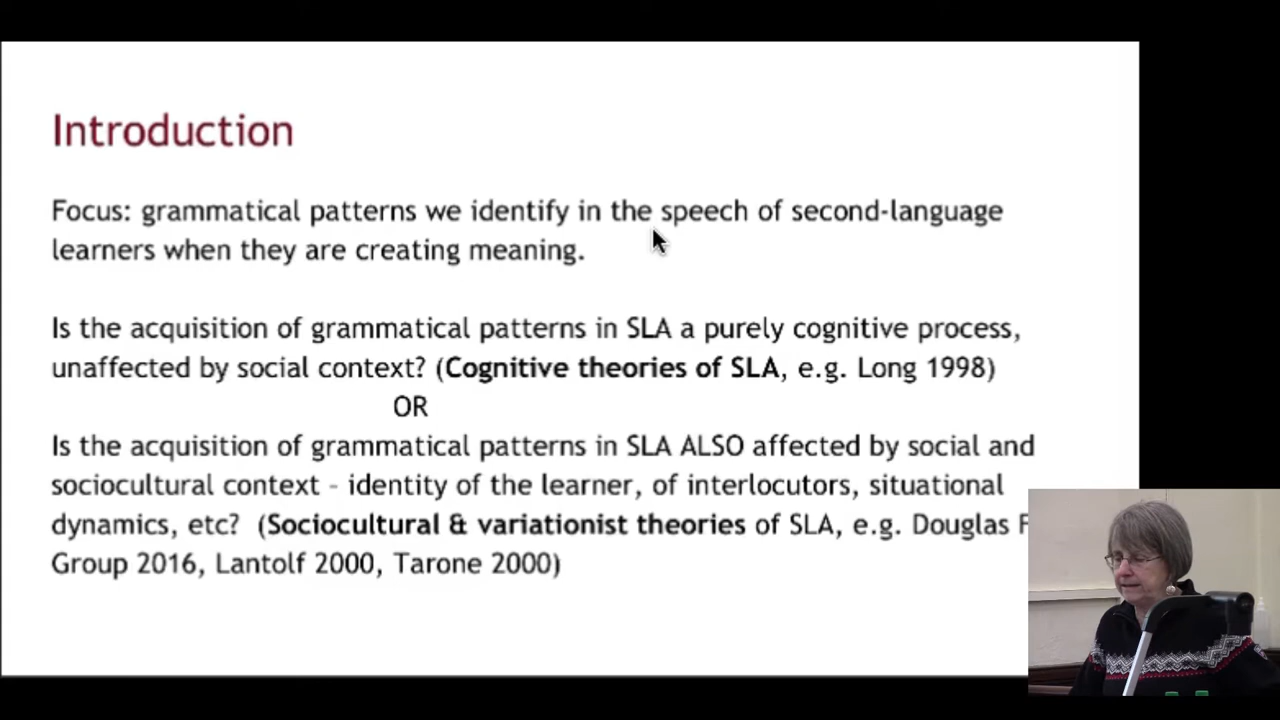 Introduction
Focus: grammatical patterns we identify in the speech of second-language
learners when they are creating meaning.
Is the acquisition of grammatical patterns in SLA a purely cognitive process,
unaffected by social context? (Cognitive theories of SLA, e.g. Long 1998)
OR
Is the acquisition of grammatical patterns in SLA ALSO affected by social and
sociocultural context - identity of the learner, of interlocutors, situational
dynamics, etc? (Sociocultural & variationist theories of SLA, e.g. Douglas F
Group 2016, Lantolf 2000, Tarone 2000)